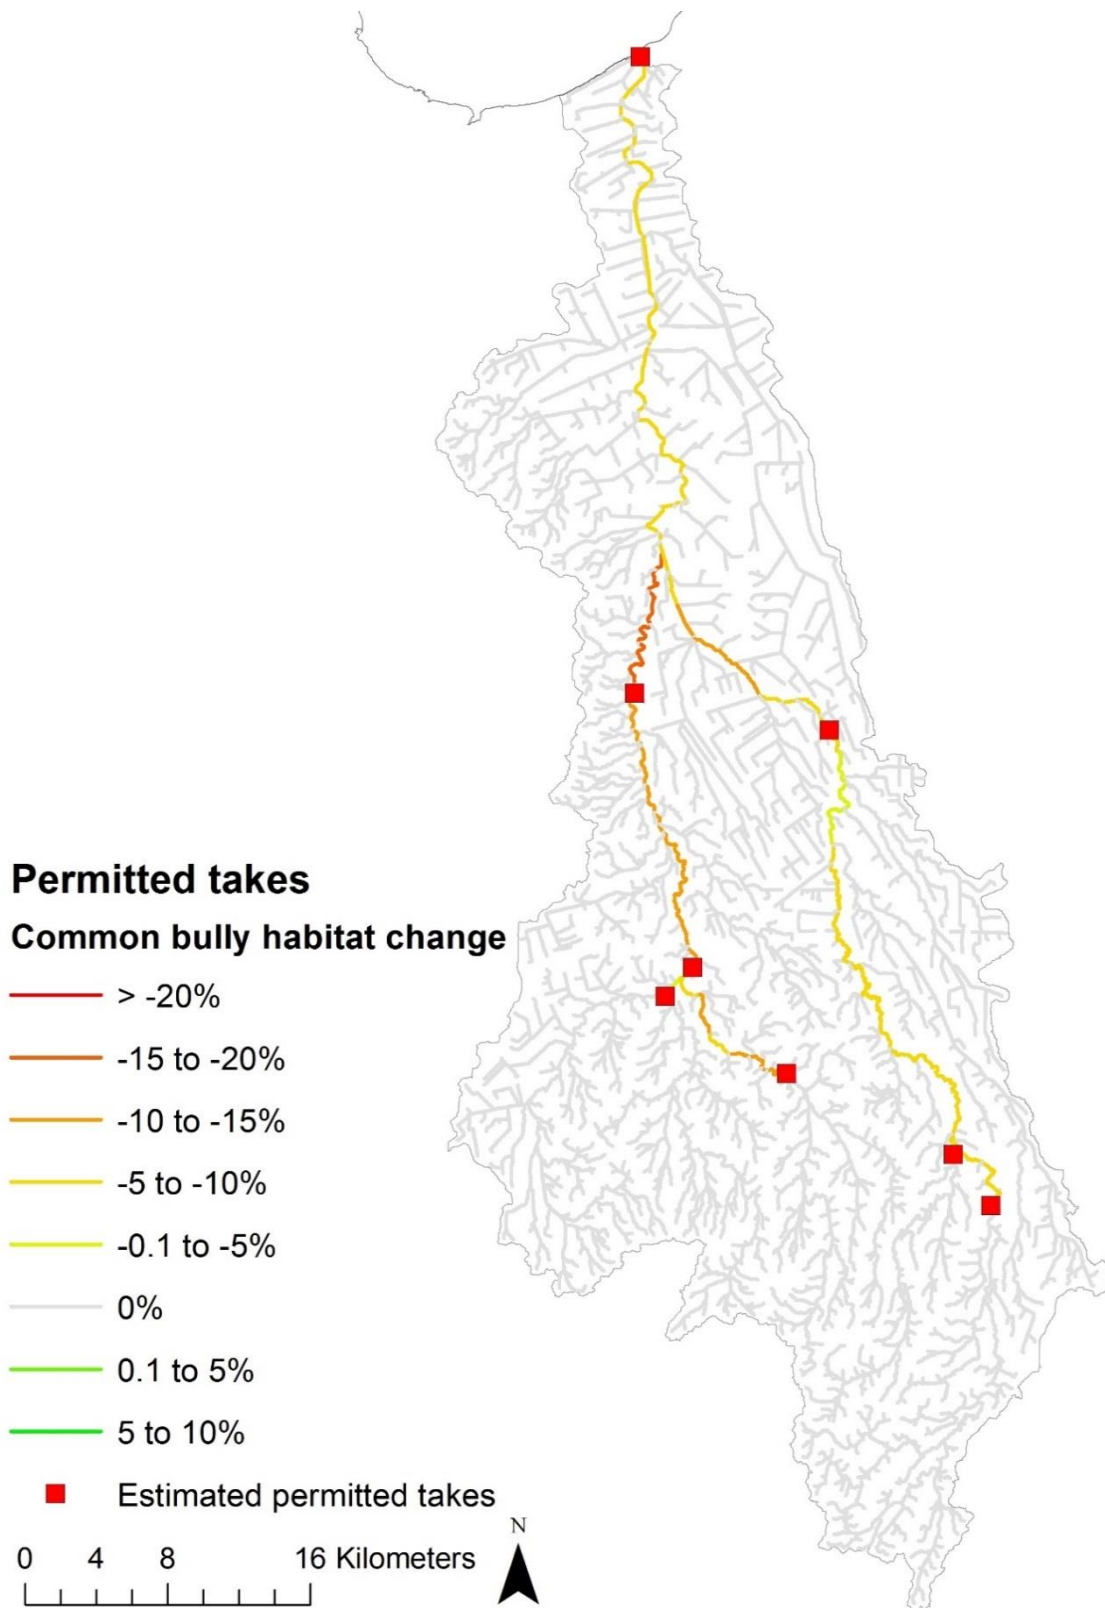 Permitted takes
Common bully habitat change
> -20%
-15 to -20%
-10 to -15%
-5 to -10%
-0.1 to -5%
0%
0.1 to 5%
5 to 10%
Estimated permitted takes
N
0 4 8 16 Kilometers